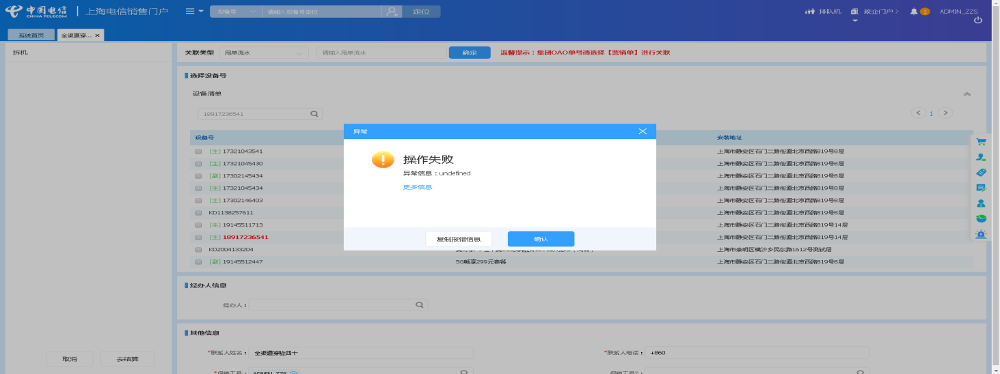 中国电信
CHINA TELECOM
上海电信销售门户
设备号
请输入设备号定位
定位
排队机
政企门户>
1
ADMIN_ZZS
系统首页
全渠道穿... ×
拆机
关联类型
甩单流水
请输入甩单流水
确定
温馨提示：集团OAO单号请选择【营销单】进行关联
选择设备号
设备清单
18917236541
< 1 >
设备号
安装地址
[主] 17321043541
上海市静安区石门二路街道北京西路819号8层
[主] 17321045430
上海市静安区石门二路街道北京西路819号8层
[副] 17302145434
上海市静安区石门二路街道北京西路819号8层
[主] 17321045434
上海市静安区石门二路街道北京西路819号8层
[主] 17302146403
上海市静安区石门二路街道北京西路819号8层
KD1138257611
上海市静安区石门二路街道北京西路819号8层
[主] 19145511713
上海市静安区石门二路街道北京西路819号14层
[主] 18917236541
上海市静安区石门二路街道北京西路819号14层
KD2004133204
上海市崇明区横沙乡民东路1612号测试层
[副] 19145512447
5G畅享299元套餐
上海市静安区石门二路街道北京西路819号8层
异常
操作失败
异常信息：undefined
更多信息
复制报错信息
确认
经办人信息
经办人：
其他信息
*联系人姓名：
全渠道穿验四十
*联系人电话：
+860
取消
去结算
ADMIN_ZZS